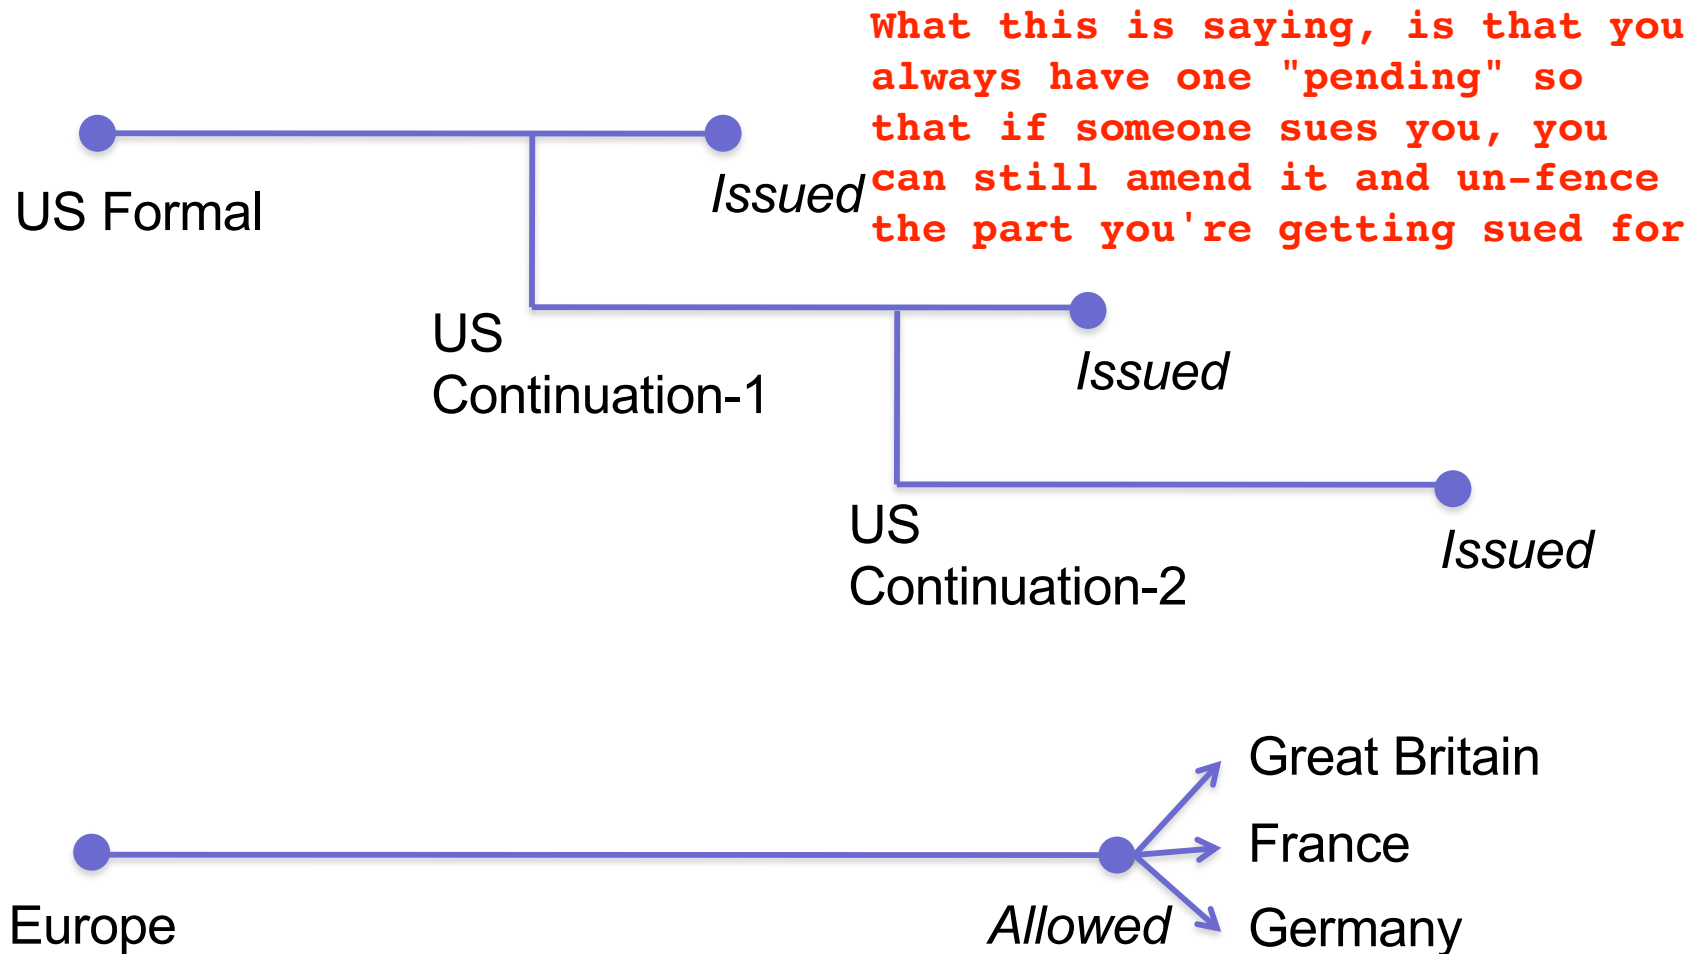 What this is saying, is that you
always have one "pending" so
that if someone sues you, you
can still amend it and un-fence
the part you're getting sued for
US Formal
Issued
US
Continuation-1
Issued
US
Continuation-2
Issued
Europe
Allowed
Great Britain
France
Germany